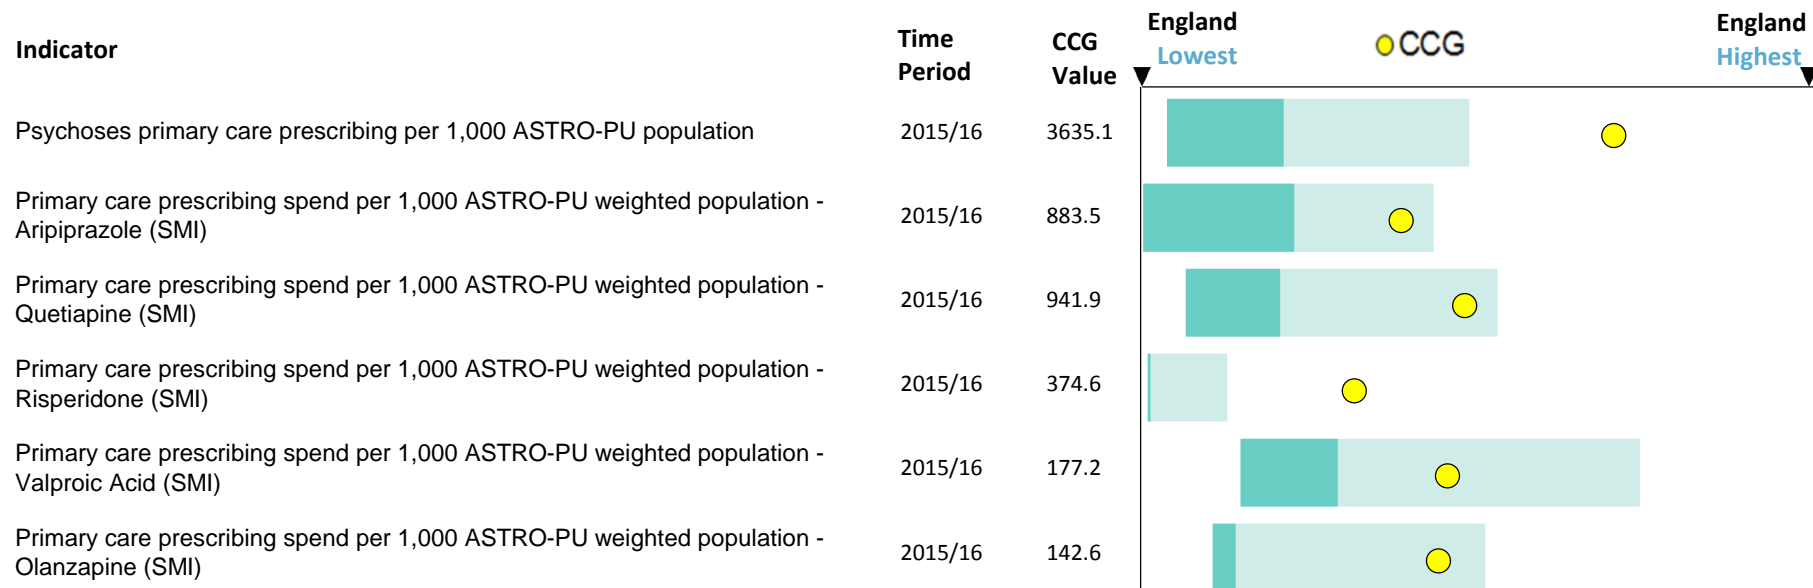 Indicator
Time
Period
CCG
Value
England
Lowest
CCG
England
Highest
Psychoses primary care prescribing per 1,000 ASTRO-PU population
2015/16
3635.1
Primary care prescribing spend per 1,000 ASTRO-PU weighted population -
Aripiprazole (SMI)
2015/16
883.5
Primary care prescribing spend per 1,000 ASTRO-PU weighted population -
Quetiapine (SMI)
2015/16
941.9
Primary care prescribing spend per 1,000 ASTRO-PU weighted population -
Risperidone (SMI)
2015/16
374.6
Primary care prescribing spend per 1,000 ASTRO-PU weighted population -
Valproic Acid (SMI)
2015/16
177.2
Primary care prescribing spend per 1,000 ASTRO-PU weighted population -
Olanzapine (SMI)
2015/16
142.6